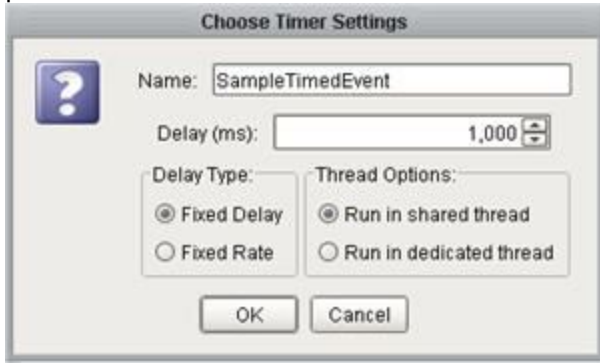 Choose Timer Settings
Name: SampleTimedEvent
Delay (ms): 1,000
Delay Type: Thread Options:
Fixed Delay Run in shared thread
Fixed Rate Run in dedicated thread
OK Cancel